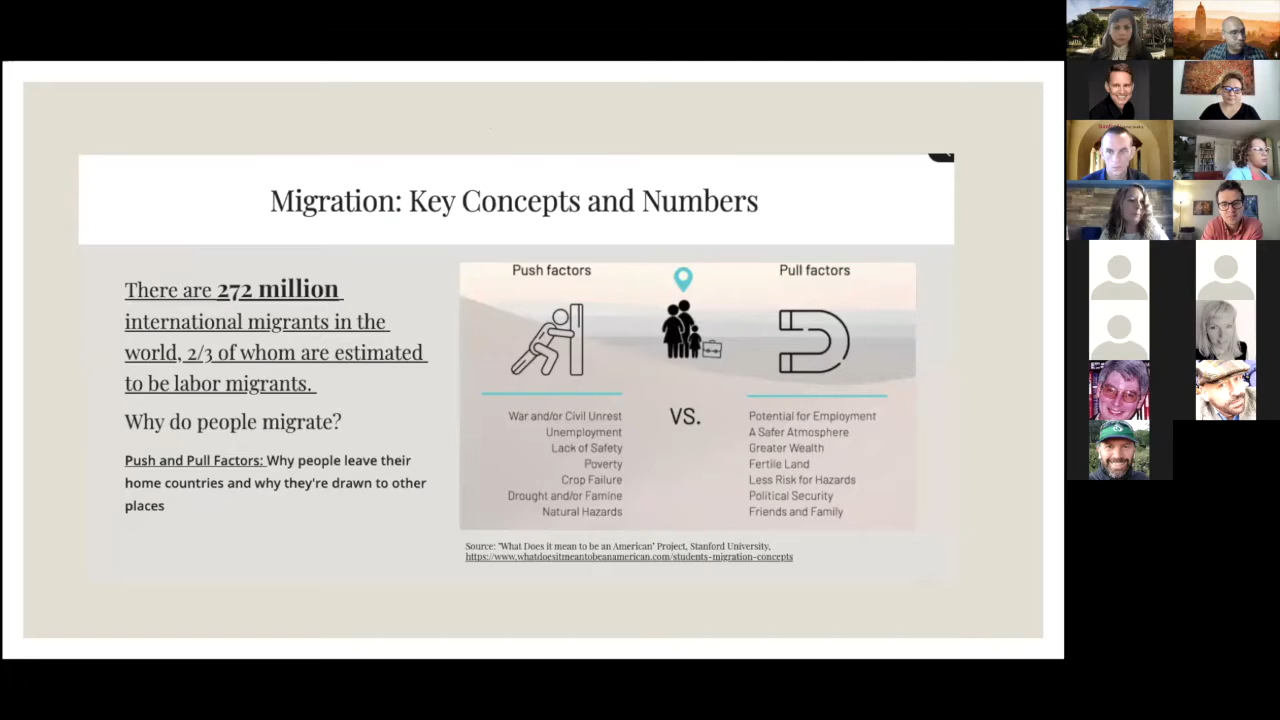 Migration: Key Concepts and Numbers
There are 272 million
international migrants in the
world, 2/3 of whom are estimated
to be labor migrants.
Why do people migrate?
Push and Pull Factors: Why people leave their
home countries and why they're drawn to other
places
Push factors
War and/or Civil Unrest
Unemployment
Lack of Safety
Poverty
Crop Failure
Drought and/or Famine
Natural Hazards
VS.
Pull factors
Potential for Employment
A Safer Atmosphere
Greater Wealth
Fertile Land
Less Risk for Hazards
Political Security
Friends and Family
Source: "What Does it mean to be an American" Project, Stanford University,
https://www.whatdoesitmeantobeanamerican.com/students-migration-concepts